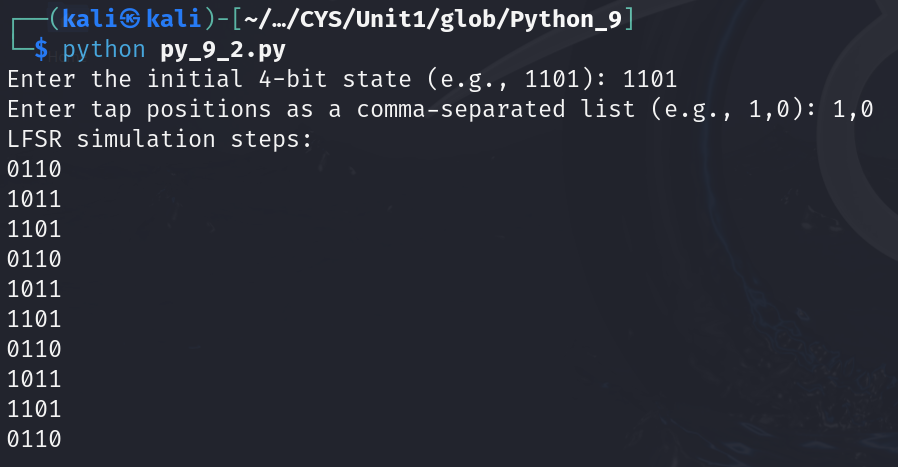 ┌──(kali㉿kali)-[~/…/CYS/Unit1/glob/Python_9]
└─$ python py_9_2.py
Enter the initial 4-bit state (e.g., 1101): 1101
Enter tap positions as a comma-separated list (e.g., 1,0): 1,0
LFSR simulation steps:
0110
1011
1101
0110
1011
1101
0110
1011
1101
0110